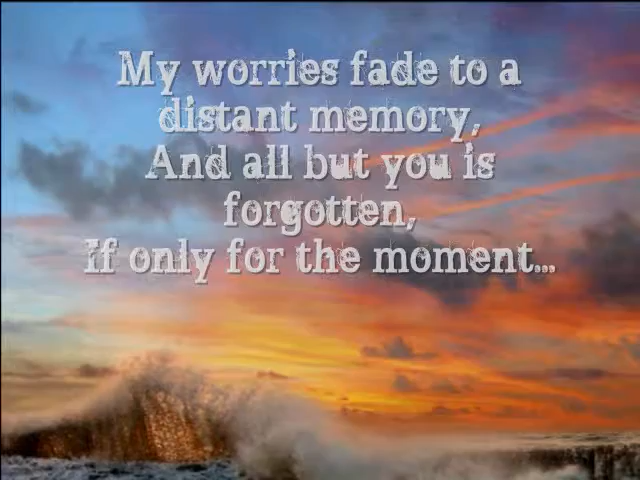 My worries fade to a
distant memory,
And all but you is
forgotten,
If only for the moment...